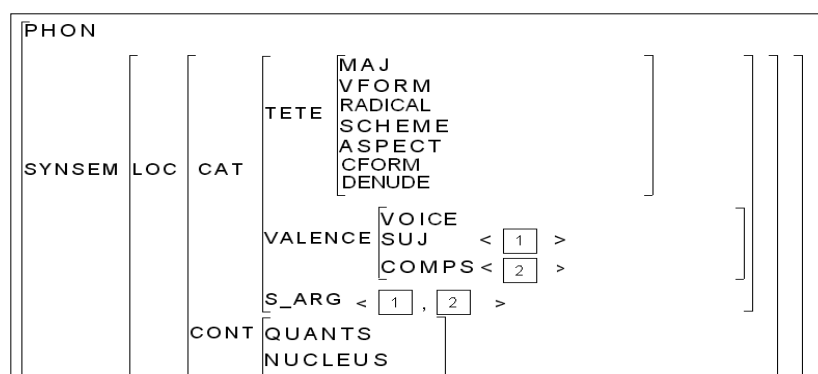 PHON
MAJ
VFORM
TETE RADICAL
SCHEME
ASPECT
SYNSEM LOC CAT CFORM
DENUDE
VOICE
VALENCE SUJ < 1 >
COMPS < 2 >
S_ARG < 1 , 2 >
CONT QUANTS
NUCLEUS